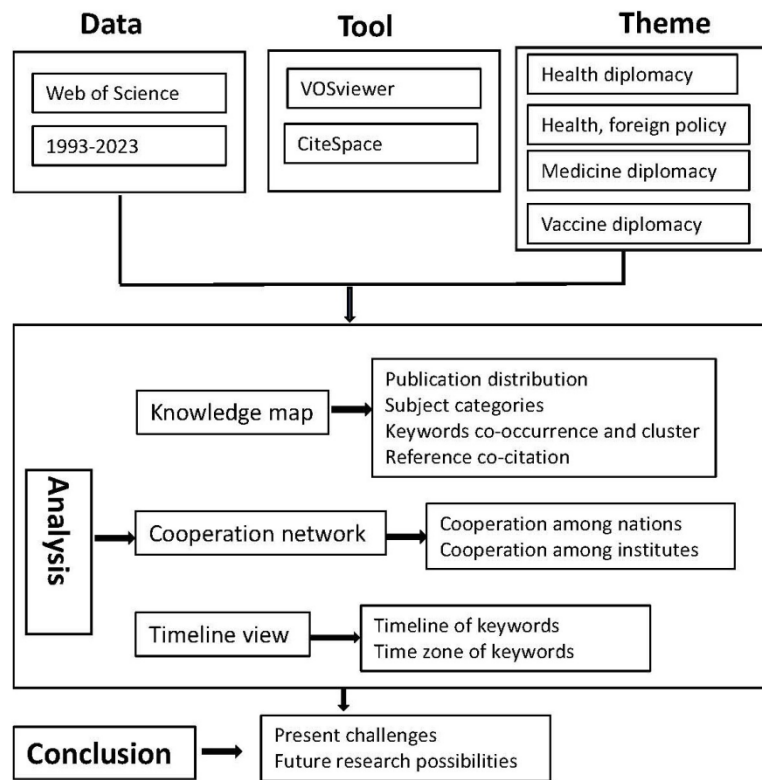 Data
Tool
Theme
Web of Science
1993-2023
VOSviewer
CiteSpace
Health diplomacy
Health, foreign policy
Medicine diplomacy
Vaccine diplomacy
Analysis
Knowledge map
Publication distribution
Subject categories
Keywords co-occurrence and cluster
Reference co-citation
Cooperation network
Cooperation among nations
Cooperation among institutes
Timeline view
Timeline of keywords
Time zone of keywords
Conclusion
Present challenges
Future research possibilities